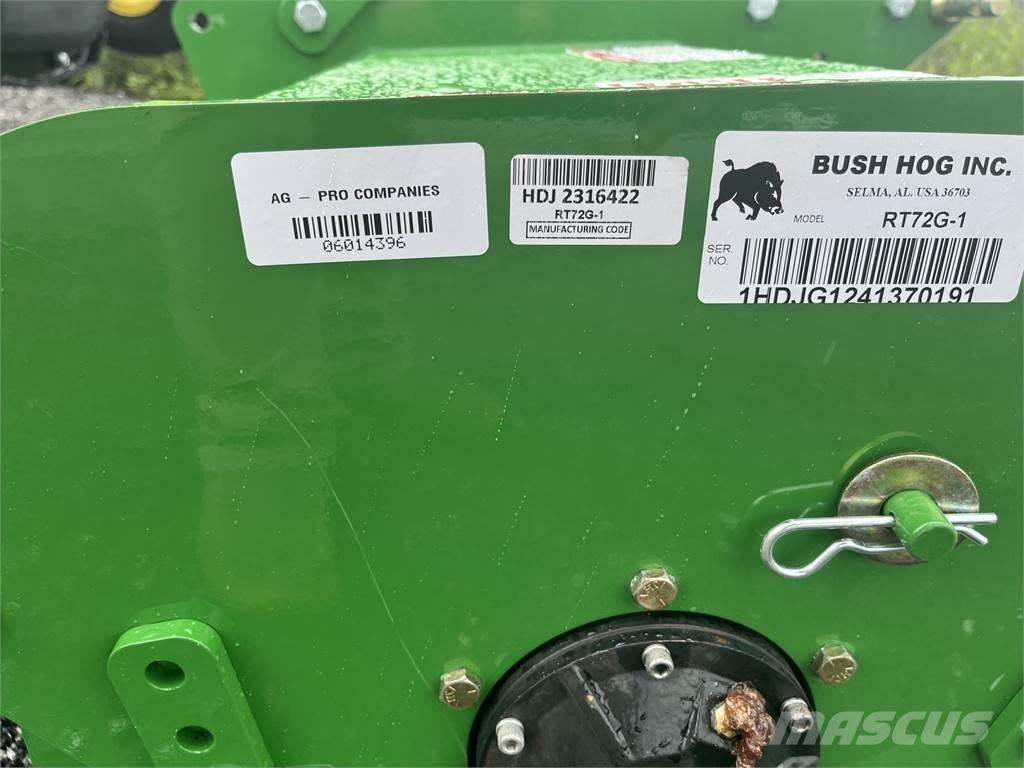 AG – PRO COMPANIES
06014396
HDJ 2316422
RT72G-1
MANUFACTURING CODE
BUSH HOG INC.
SELMA, AL. USA 36703
MODEL RT72G-1
SER.
NO.
1HDJG1241370191
MASCUS